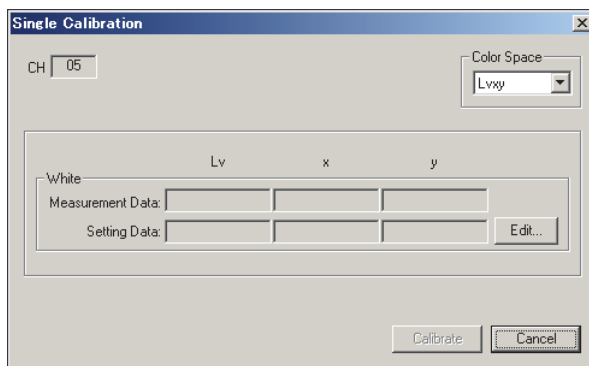 Single Calibration
CH 05
Color Space
Lvxy
Lv x y
White
Measurement Data:
Setting Data: Edit...
Calibrate Cancel